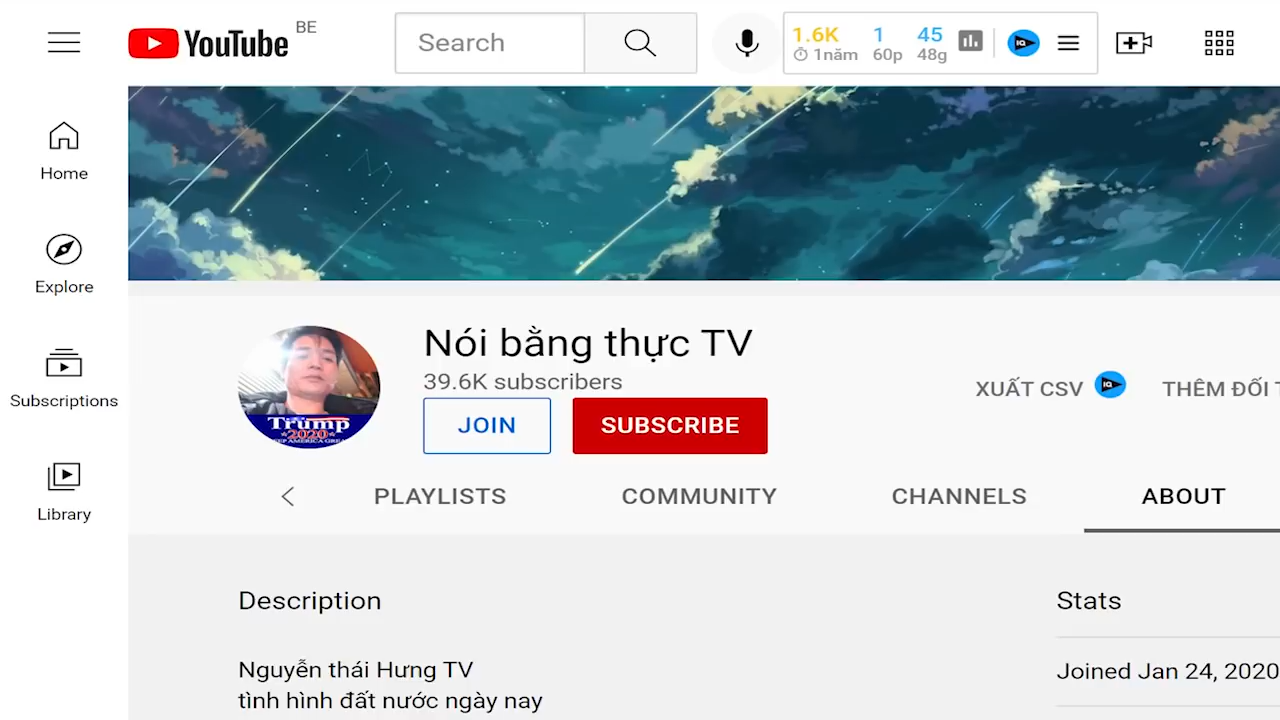 YouTube BE
Search
1.6K 1 45
1năm 60p 48g
Home
Explore
Subscriptions
Library
Trump
2020
Nói bằng thực TV
39.6K subscribers
JOIN SUBSCRIBE
XUẤT CSV THÊM ĐỐI
PLAYLISTS COMMUNITY CHANNELS ABOUT
Description
Stats
Nguyễn thái Hưng TV
Joined Jan 24, 2020
tình hình đất nước ngày nay